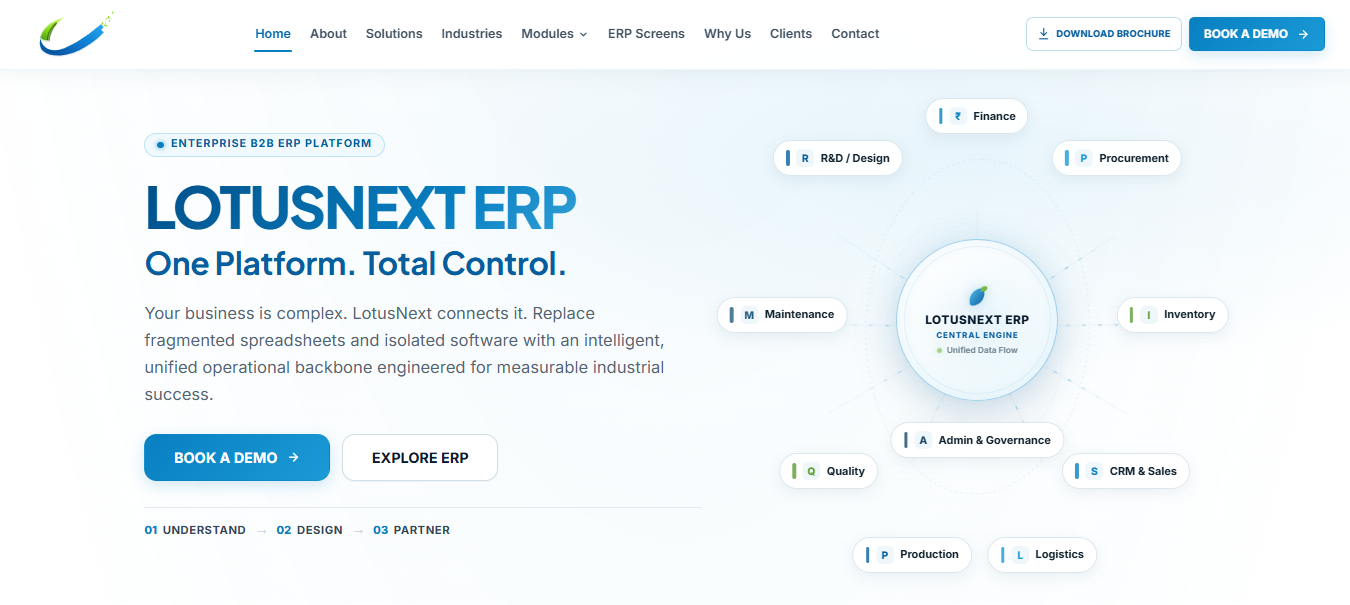 Home About Solutions Industries Modules ERP Screens Why Us Clients Contact DOWNLOAD BROCHURE BOOK A DEMO →
ENTERPRISE B2B ERP PLATFORM
LOTUSNEXT ERP
One Platform. Total Control.
Your business is complex. LotusNext connects it. Replace
fragmented spreadsheets and isolated software with an intelligent,
unified operational backbone engineered for measurable industrial
success.
BOOK A DEMO → EXPLORE ERP
01 UNDERSTAND → 02 DESIGN → 03 PARTNER
₹ Finance
R R&D / Design
P Procurement
M Maintenance
LOTUSNEXT ERP
CENTRAL ENGINE
Unified Data Flow
I Inventory
A Admin & Governance
Q Quality
S CRM & Sales
P Production
L Logistics